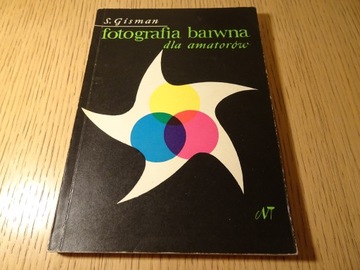 S. Gisman
fotografia barwna
dla amatorów